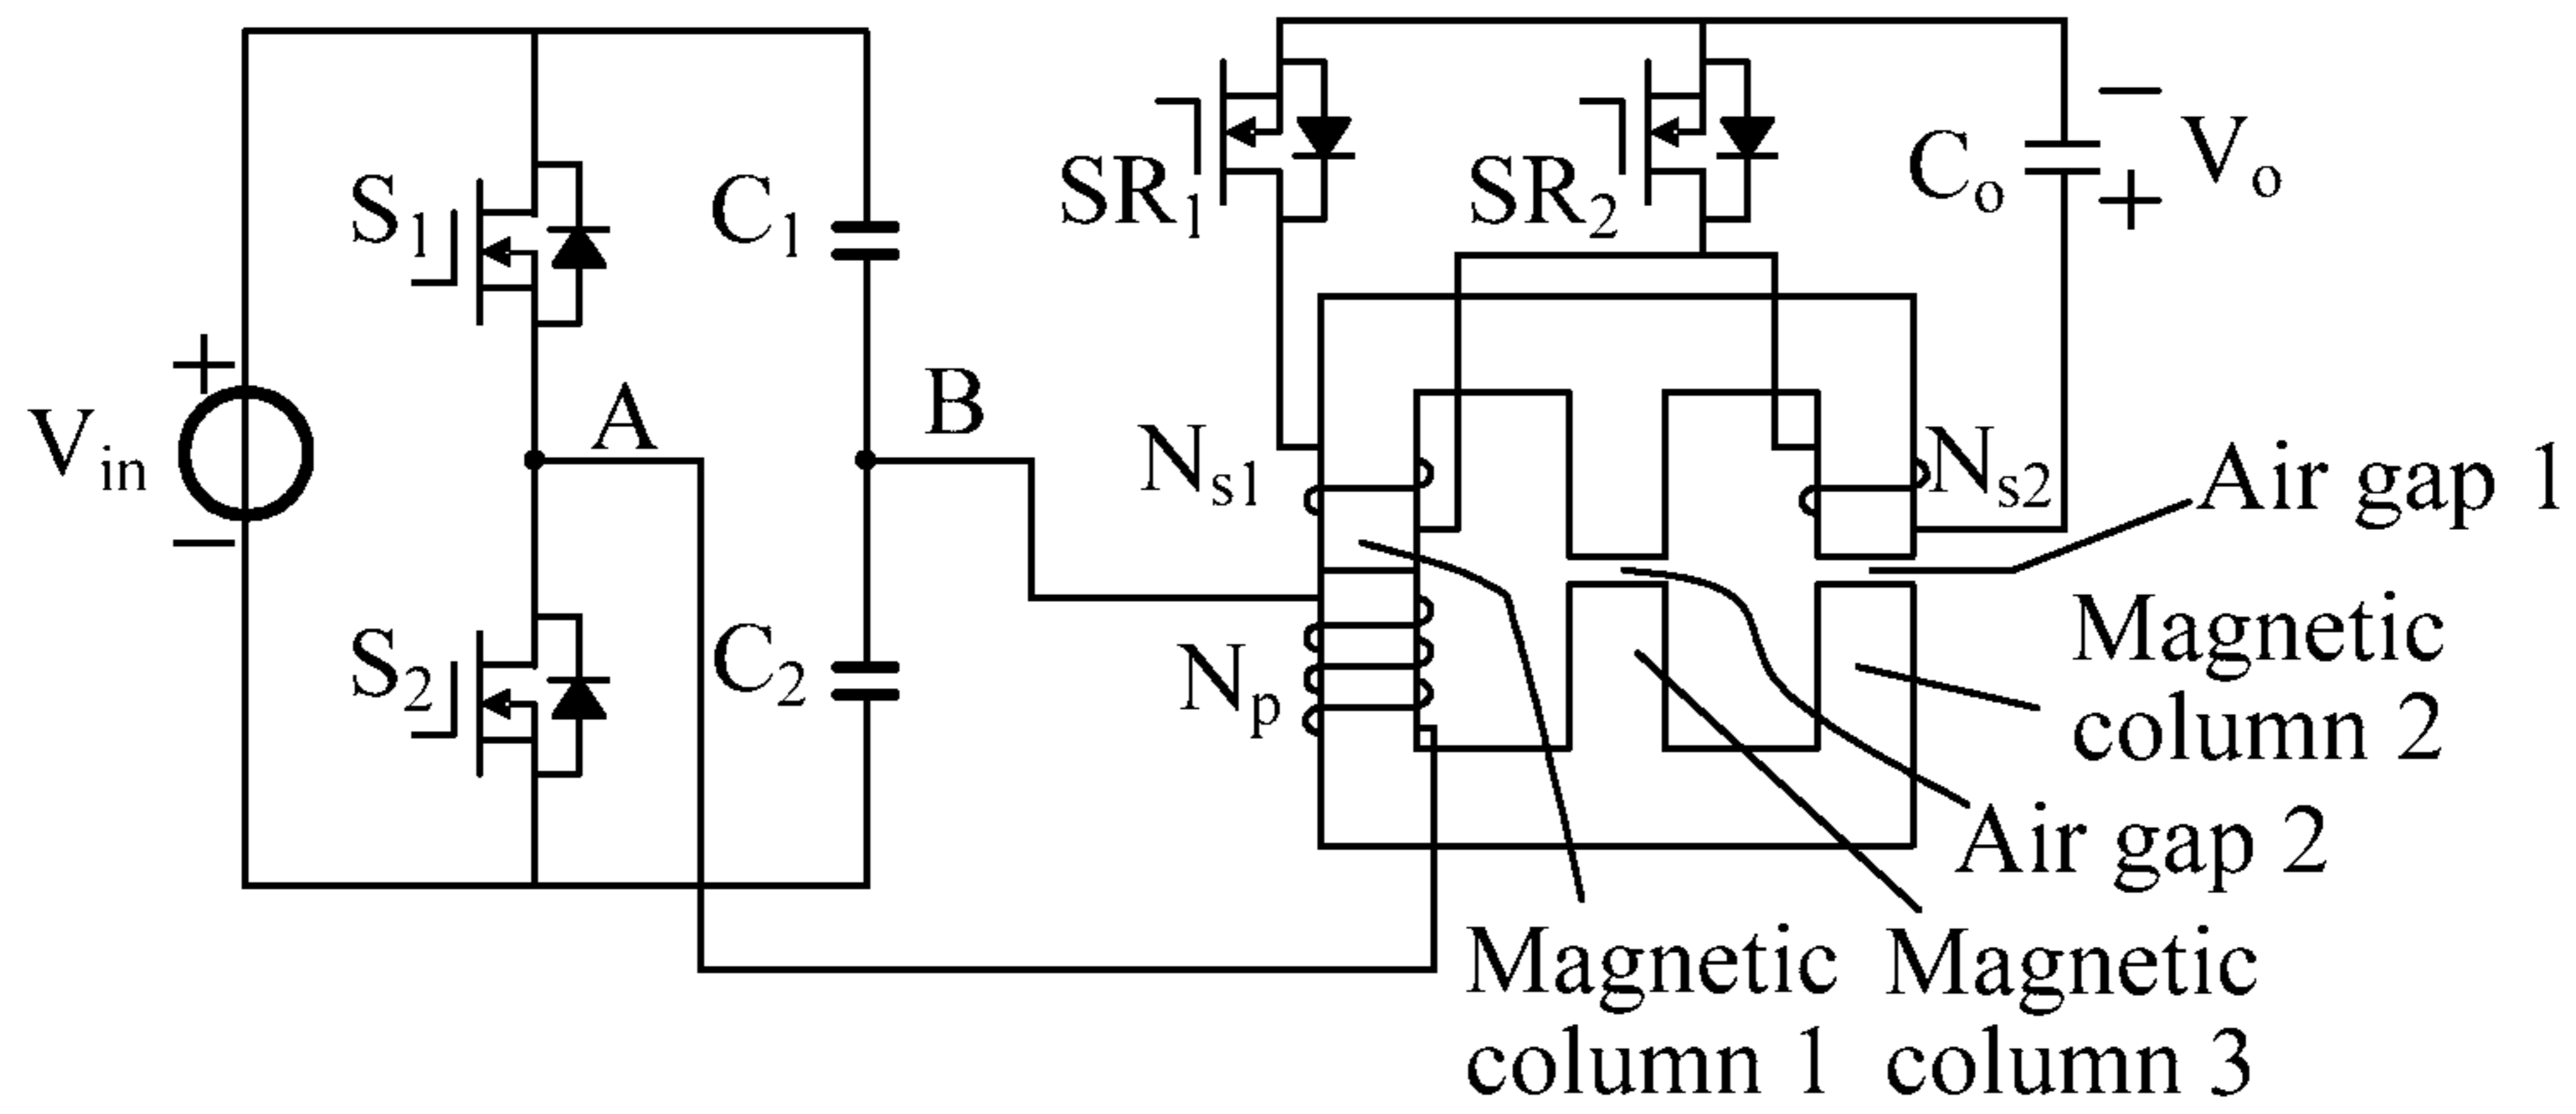 S1
C1
SR1
SR2
Co
−
Vo
+
+
Vin
−
A
B
Ns1
Ns2
Air gap 1
S2
C2
Np
Magnetic
column 2
Air gap 2
Magnetic
column 1
Magnetic
column 3